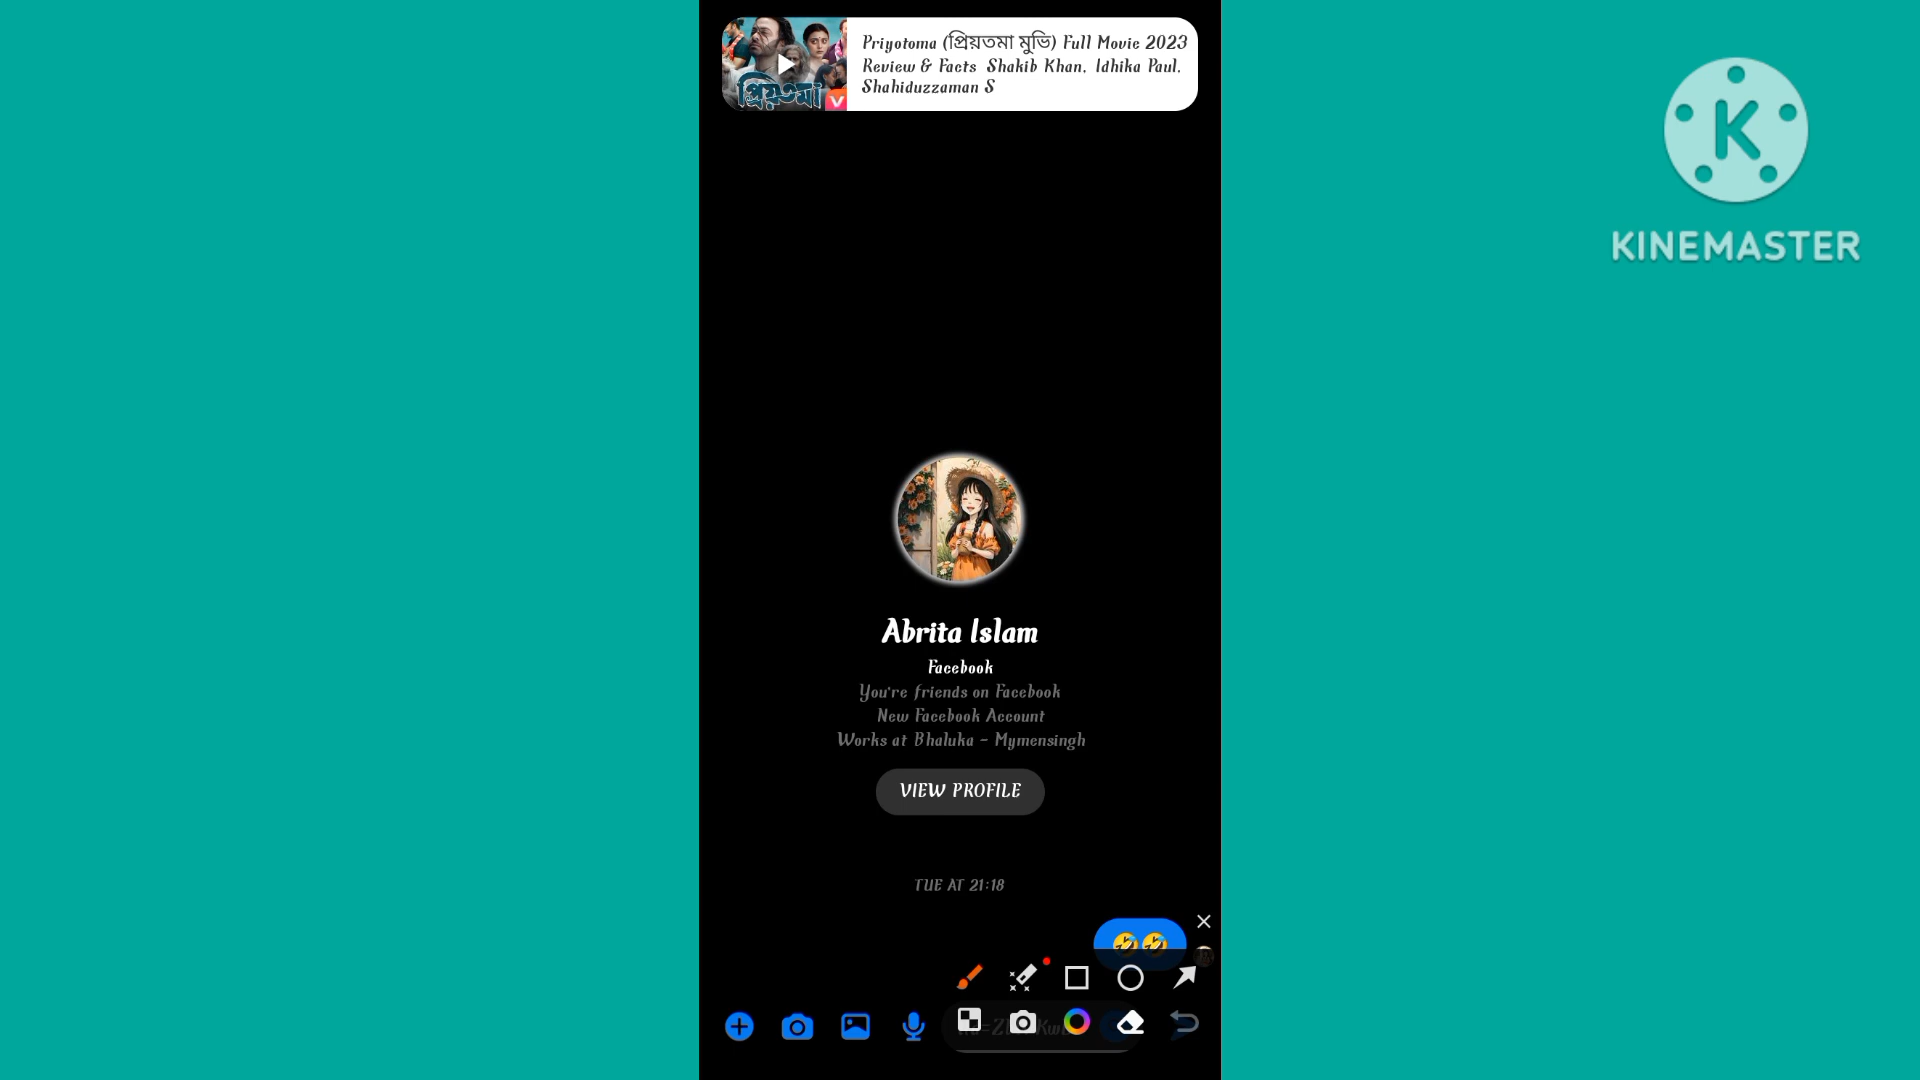 Priyotoma (প্রিয়তমা মুভি) Full Movie 2023
Review & Facts Shakib Khan, Idhika Paul,
Shahiduzzaman S
প্রিয়তমা
KINEMASTER
Abrita Islam
Facebook
You're friends on Facebook
New Facebook Account
Works at Bhaluka - Mymensingh
VIEW PROFILE
TUE AT 21:18